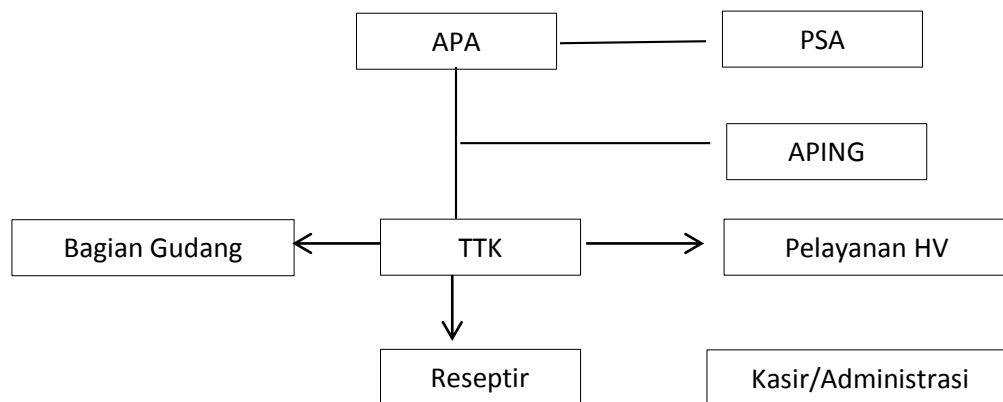 APA
PSA
APING
Bagian Gudang
TTK
Pelayanan HV
Reseptir
Kasir/Administrasi